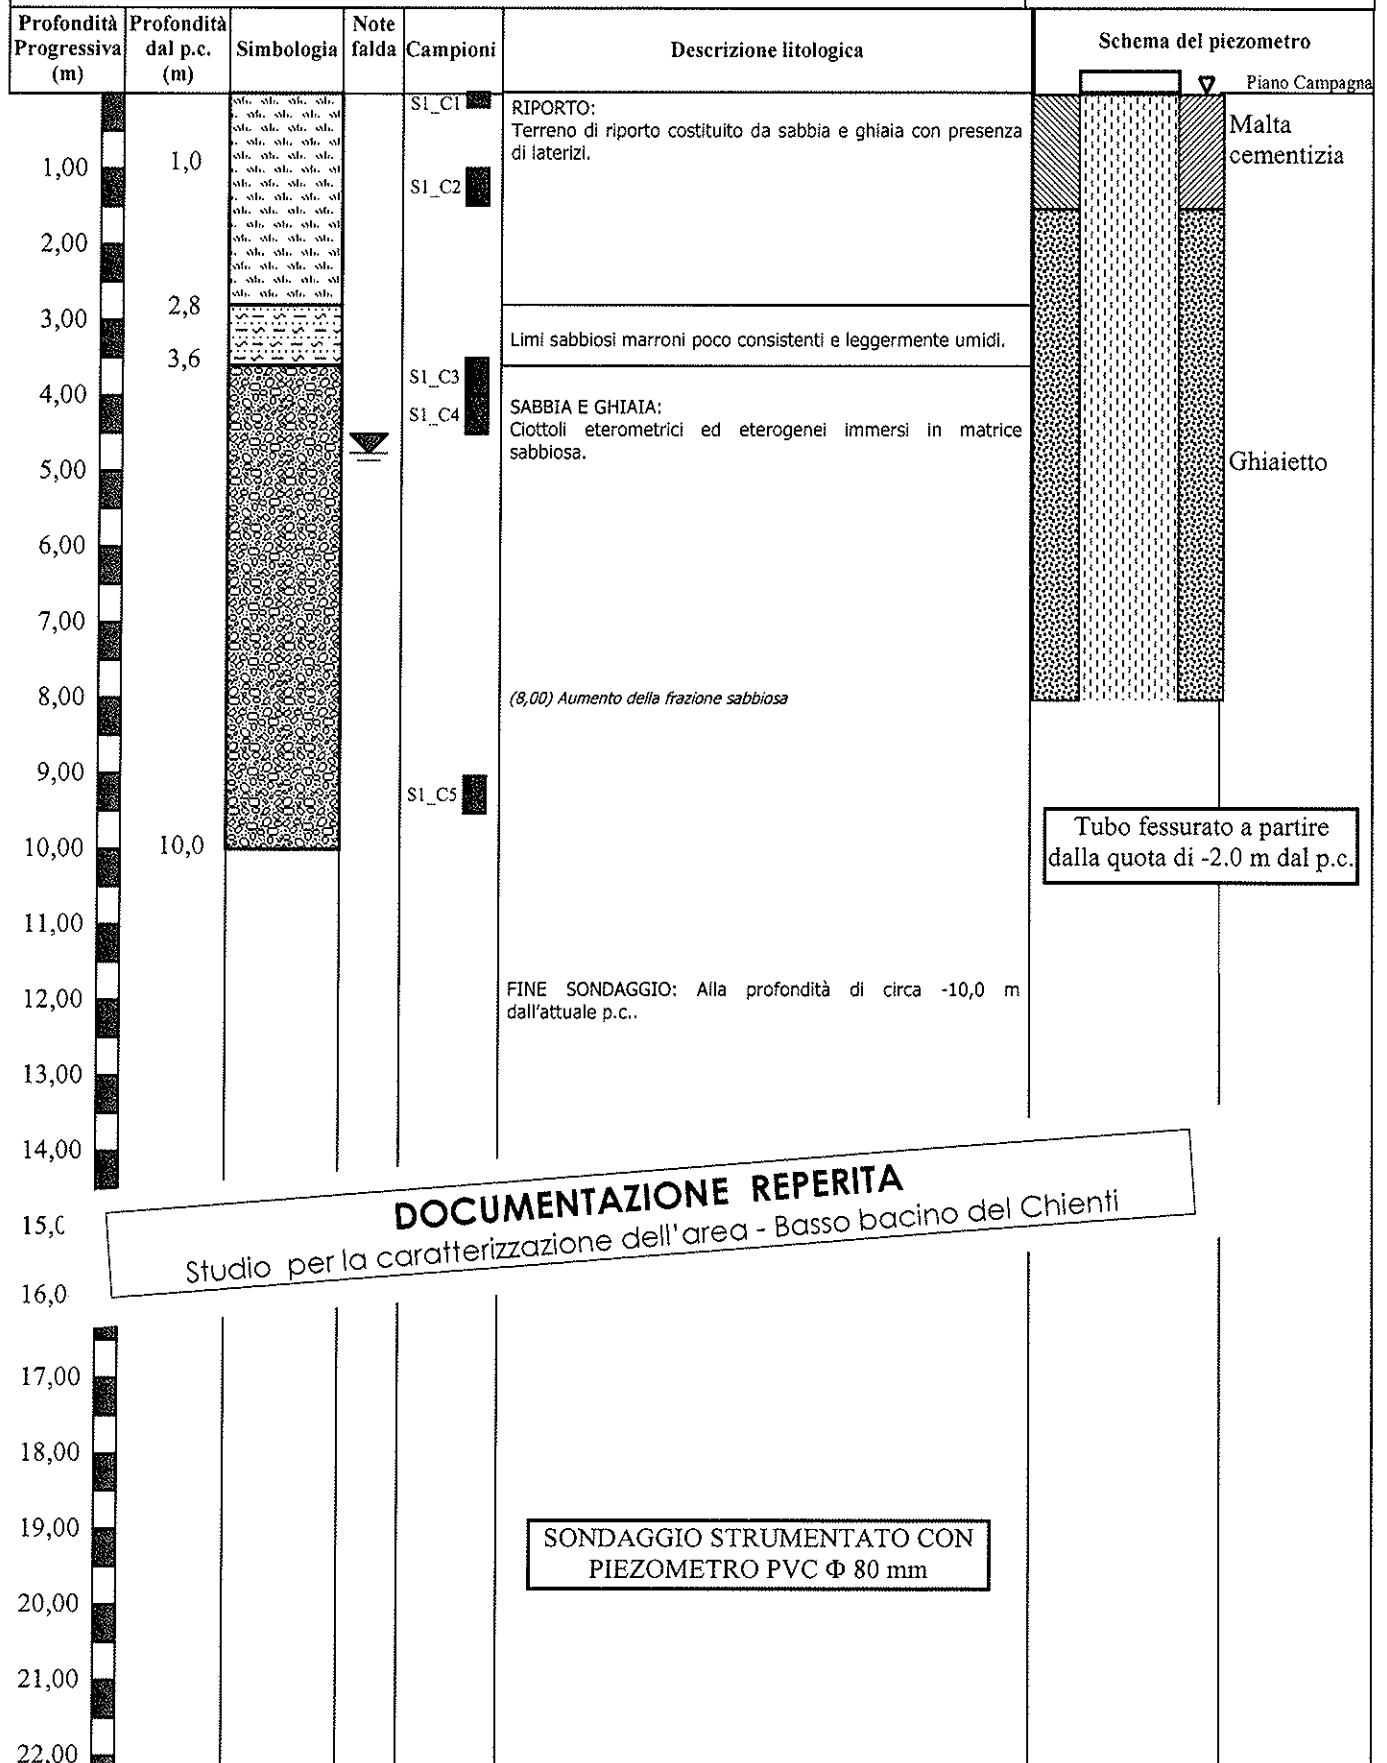 Profondità Progressiva (m)
Profondità dal p.c. (m)
Simbologia
Note falda
Campioni
Descrizione litologica
Schema del piezometro
Piano Campagna
S1_C1
RIPORTO:
Terreno di riporto costituito da sabbia e ghiaia con presenza
di laterizi.
Malta
cementizia
1,00
1,0
S1_C2
2,00
2,8
3,00
Limi sabbiosi marroni poco consistenti e leggermente umidi.
3,6
S1_C3
4,00
S1_C4
SABBIA E GHIAIA:
Ciottoli eterometrici ed eterogenei immersi in matrice
sabbiosa.
5,00
Ghiaietto
6,00
7,00
8,00
(8,00) Aumento della frazione sabbiosa
9,00
S1_C5
Tubo fessurato a partire
dalla quota di -2.0 m dal p.c.
10,00
10,0
11,00
12,00
FINE SONDAGGIO: Alla profondità di circa -10,0 m
dall'attuale p.c..
13,00
14,00
DOCUMENTAZIONE REPERITA
Studio per la caratterizzazione dell'area - Basso bacino del Chienti
15,0
16,0
17,00
18,00
19,00
SONDAGGIO STRUMENTATO CON
PIEZOMETRO PVC Φ 80 mm
20,00
21,00
22,00